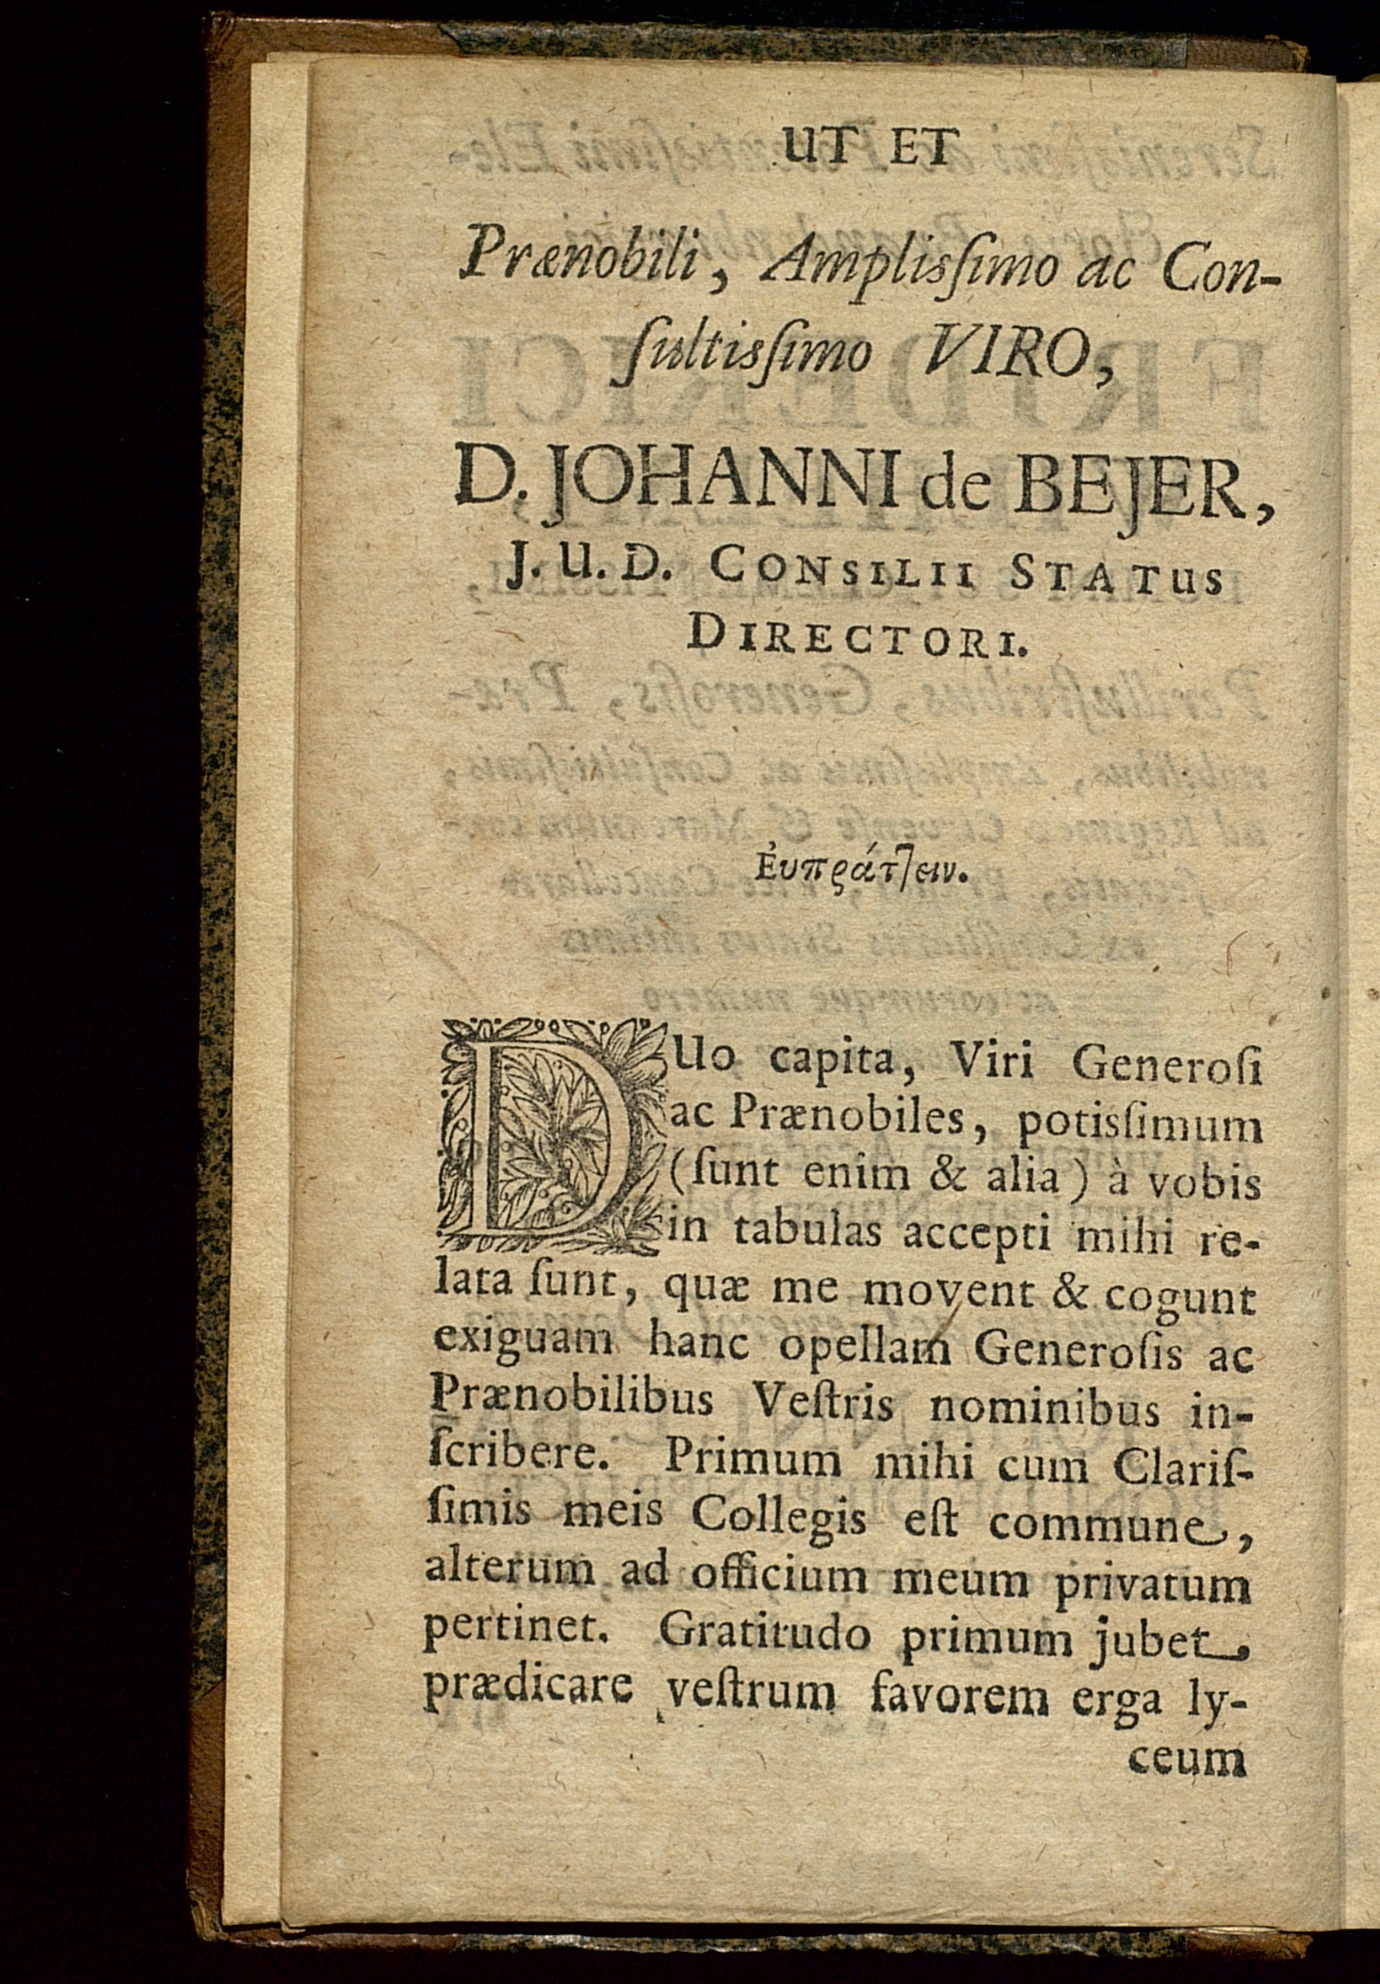 UT ET
Prænobili, Amplisſimo ac Con-
ſultisſimo VIRO,
D. JOHANNI de BEJER,
J. U. D. CONSILII STATUS
DIRECTORI.
Ἐυπράτ]ειν.
DUo capita, Viri Generoſi
ac Prænobiles, potisſimum
(ſunt enim & alia) à vobis
in tabulas accepti mihi re-
lata ſunt, quæ me movent & cogunt
exiguam hanc opellam Generoſis ac
Prænobilibus Veſtris nominibus in-
ſcribere. Primum mihi cum Clariſ-
ſimis meis Collegis eſt commune,
alterum ad officium meum privatum
pertinet. Gratitudo primum jubet,
prædicare veſtrum favorem erga ly-
ceum